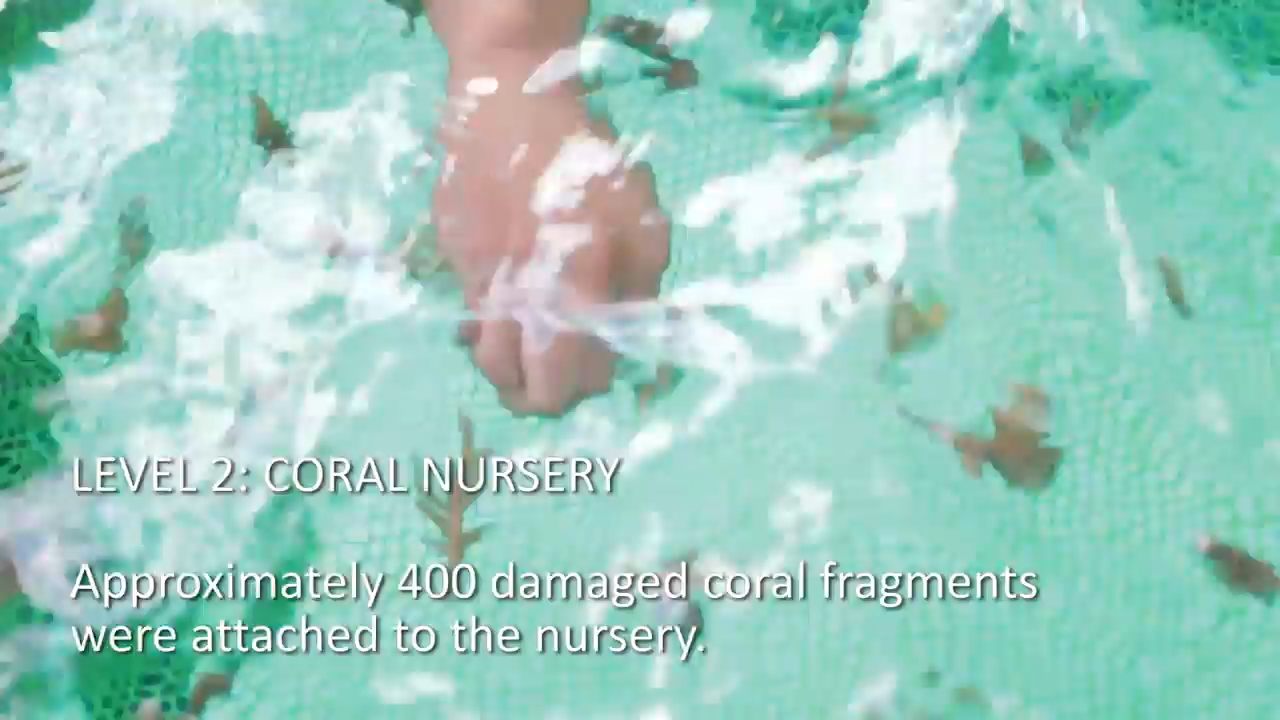 LEVEL 2: CORAL NURSERY
Approximately 400 damaged coral fragments
were attached to the nursery.